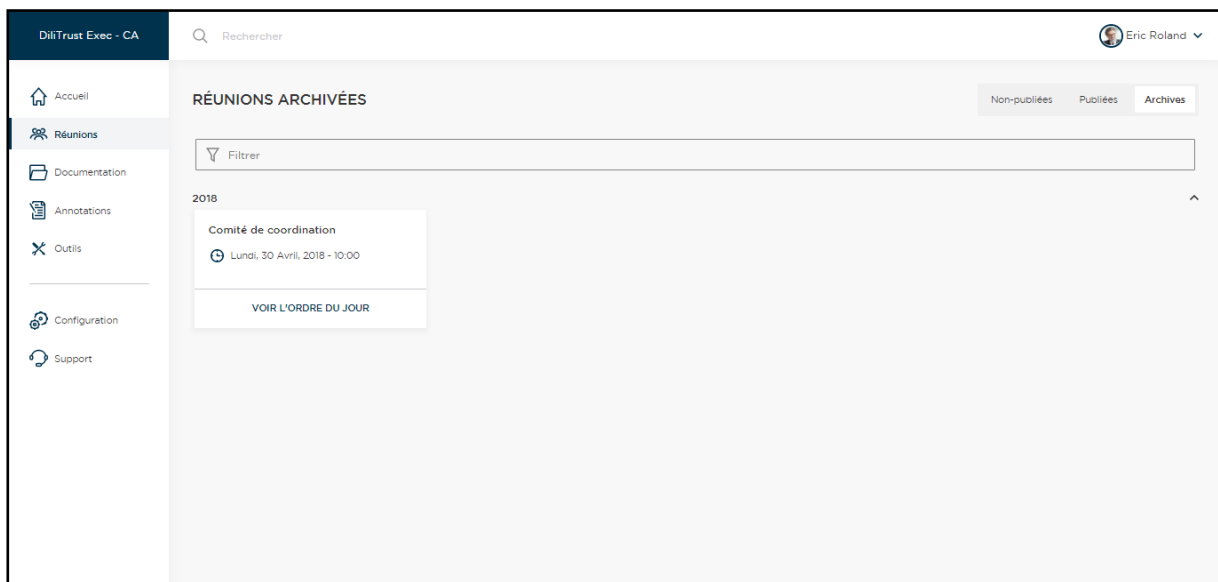 DiliTrust Exec - CA
Rechercher
Eric Roland
Accueil
Réunions
Documentation
Annotations
Outils
Configuration
Support
RÉUNIONS ARCHIVÉES
Non-publiées Publiées Archives
Filtrer
2018
Comité de coordination
Lundi, 30 Avril, 2018 - 10:00
VOIR L'ORDRE DU JOUR